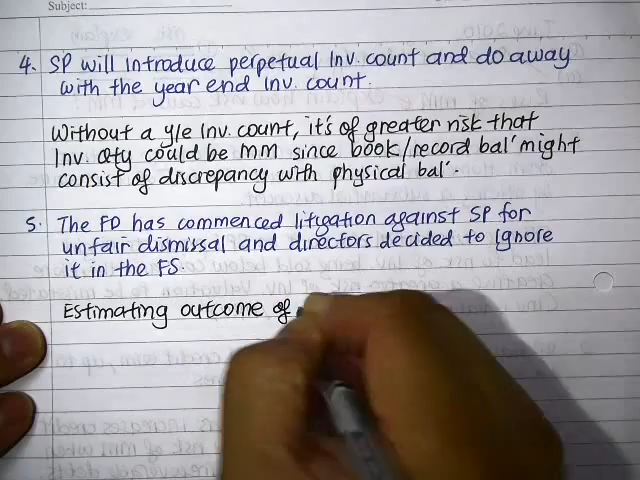 Subject:
4. SP will introduce perpetual inv. count and do away
with the year end inv. count.
Without a y/e inv. count, it's of greater risk that
inv. qty could be MM since book/record bal' might
consist of discrepancy with physical bal'.
5. The FD has commenced litigation against SP for
unfair dismissal and directors decided to ignore
it in the FS.
Estimating outcome of